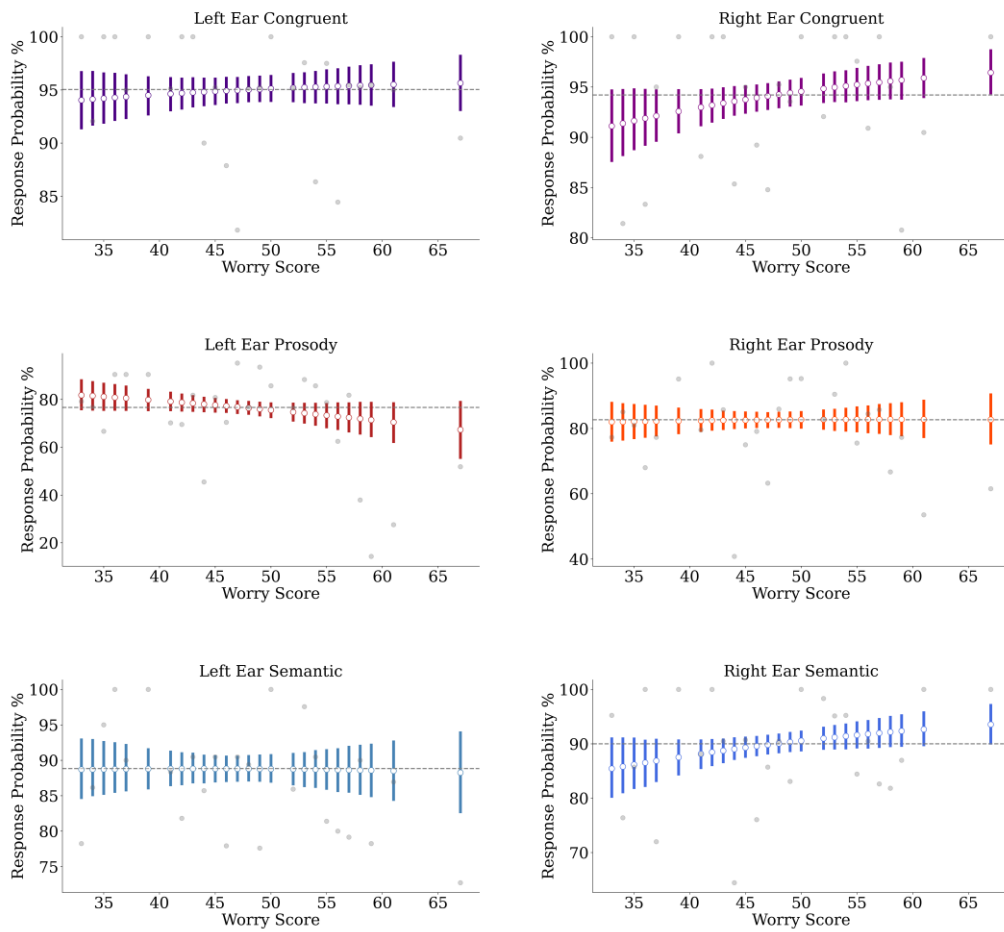 Left Ear Congruent
Response Probability %
100
95
90
85
35 40 45 50 55 60 65
Worry Score
Right Ear Congruent
Response Probability %
100
95
90
85
80
35 40 45 50 55 60 65
Worry Score
Left Ear Prosody
Response Probability %
80
60
40
20
35 40 45 50 55 60 65
Worry Score
Right Ear Prosody
Response Probability %
100
80
60
40
35 40 45 50 55 60 65
Worry Score
Left Ear Semantic
Response Probability %
100
95
90
85
80
75
35 40 45 50 55 60 65
Worry Score
Right Ear Semantic
Response Probability %
100
90
80
70
35 40 45 50 55 60 65
Worry Score